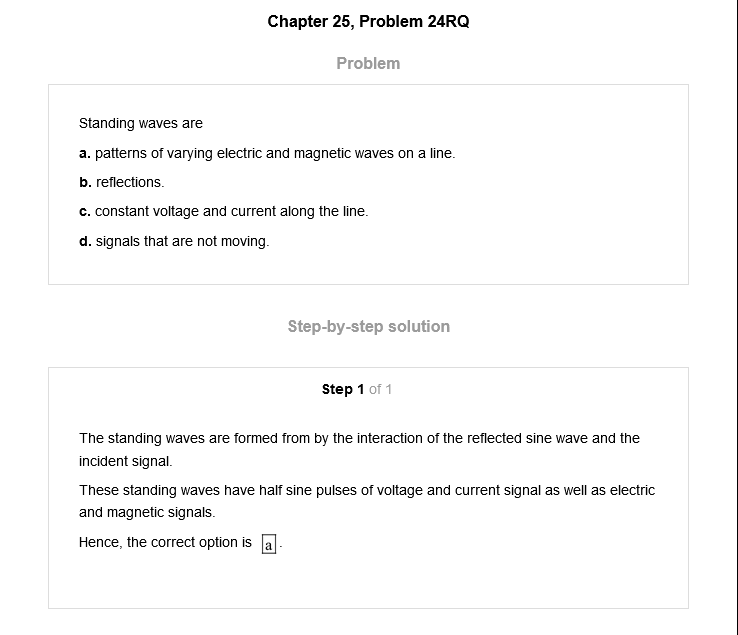 Chapter 25, Problem 24RQ
Problem
Standing waves are
a. patterns of varying electric and magnetic waves on a line.
b. reflections.
c. constant voltage and current along the line.
d. signals that are not moving.
Step-by-step solution
Step 1 of 1
The standing waves are formed from by the interaction of the reflected sine wave and the
incident signal.
These standing waves have half sine pulses of voltage and current signal as well as electric
and magnetic signals.
Hence, the correct option is a .